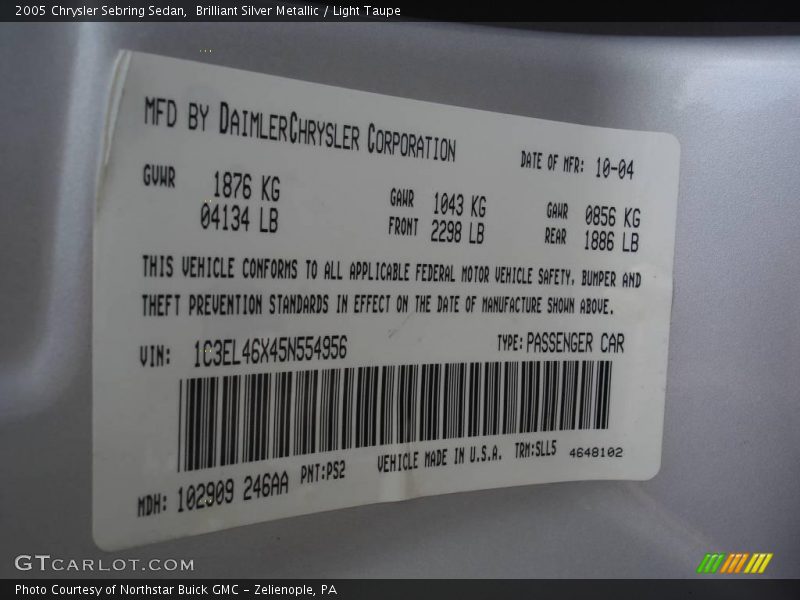 2005 Chrysler Sebring Sedan,  Brilliant Silver Metallic / Light Taupe
MFD BY DAIMLERCHRYSLER CORPORATION
DATE OF MFR: 10-04
GVWR 1876 KG
04134 LB
GAWR 1043 KG
FRONT 2298 LB
GAWR 0856 KG
REAR 1886 LB
THIS VEHICLE CONFORMS TO ALL APPLICABLE FEDERAL MOTOR VEHICLE SAFETY, BUMPER AND
THEFT PREVENTION STANDARDS IN EFFECT ON THE DATE OF MANUFACTURE SHOWN ABOVE.
VIN: 1C3EL46X45N554956
TYPE: PASSENGER CAR
MDH: 102909 246AA PNT:PS2
VEHICLE MADE IN U.S.A. TRM:SLL5 4648102
GTCARLOT.COM
Photo Courtesy of Northstar Buick GMC - Zelienople, PA